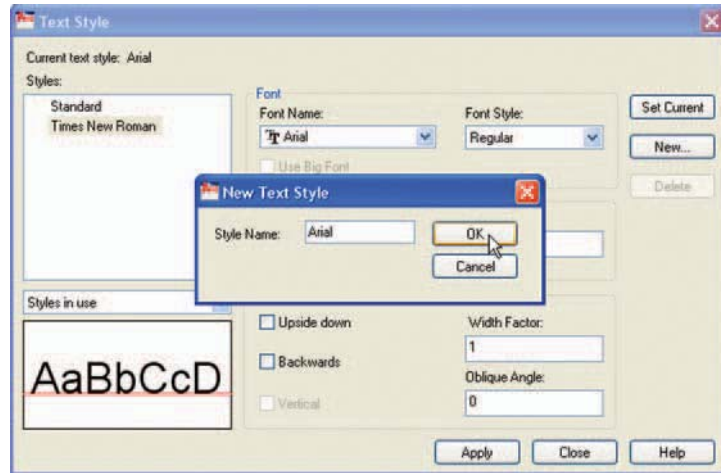 Text Style
Current text style: Arial
Styles:
Standard
Times New Roman
Font
Font Name:
Font Style:
Arial
Regular
Use Big Font
Set Current
New...
Delete
New Text Style
Style Name:
Arial
OK
Cancel
Styles in use
AaBbCcD
Upside down
Backwards
Vertical
Width Factor:
1
Oblique Angle:
0
Apply
Close
Help